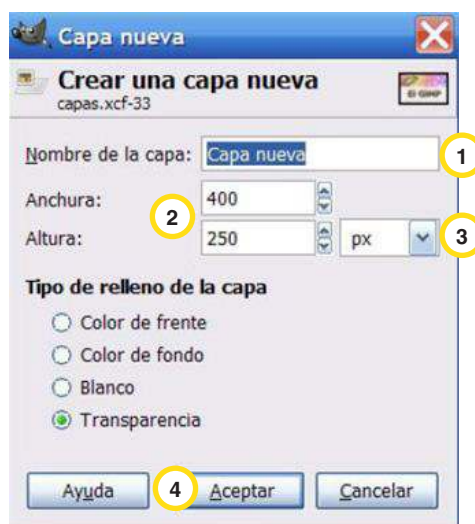 Capa nueva
Crear una capa nueva
capas.xcf-33
El GIMP
Nombre de la capa: Capa nueva 1
Anchura: 400
2
Altura: 250 px 3
Tipo de relleno de la capa
Color de frente
Color de fondo
Blanco
Transparencia
Ayuda 4 Aceptar Cancelar